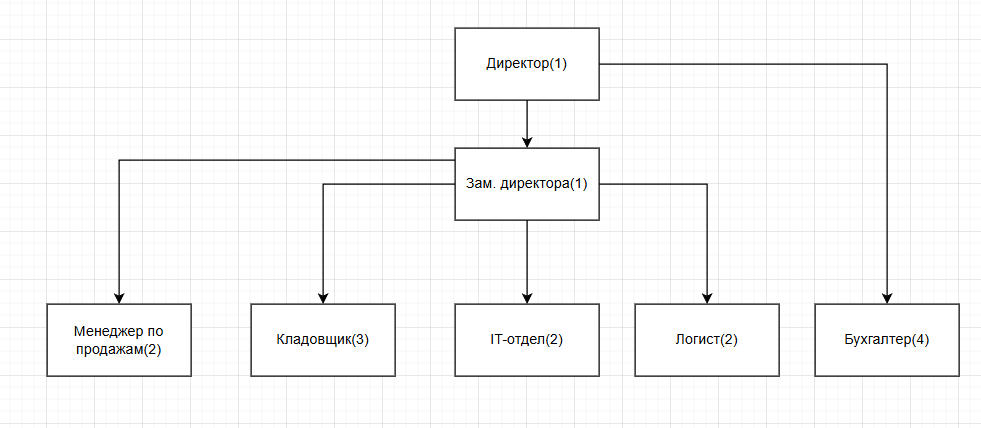 Директор(1)
Зам. директора(1)
Менеджер по
продажам(2)
Кладовщик(3)
IT-отдел(2)
Логист(2)
Бухгалтер(4)